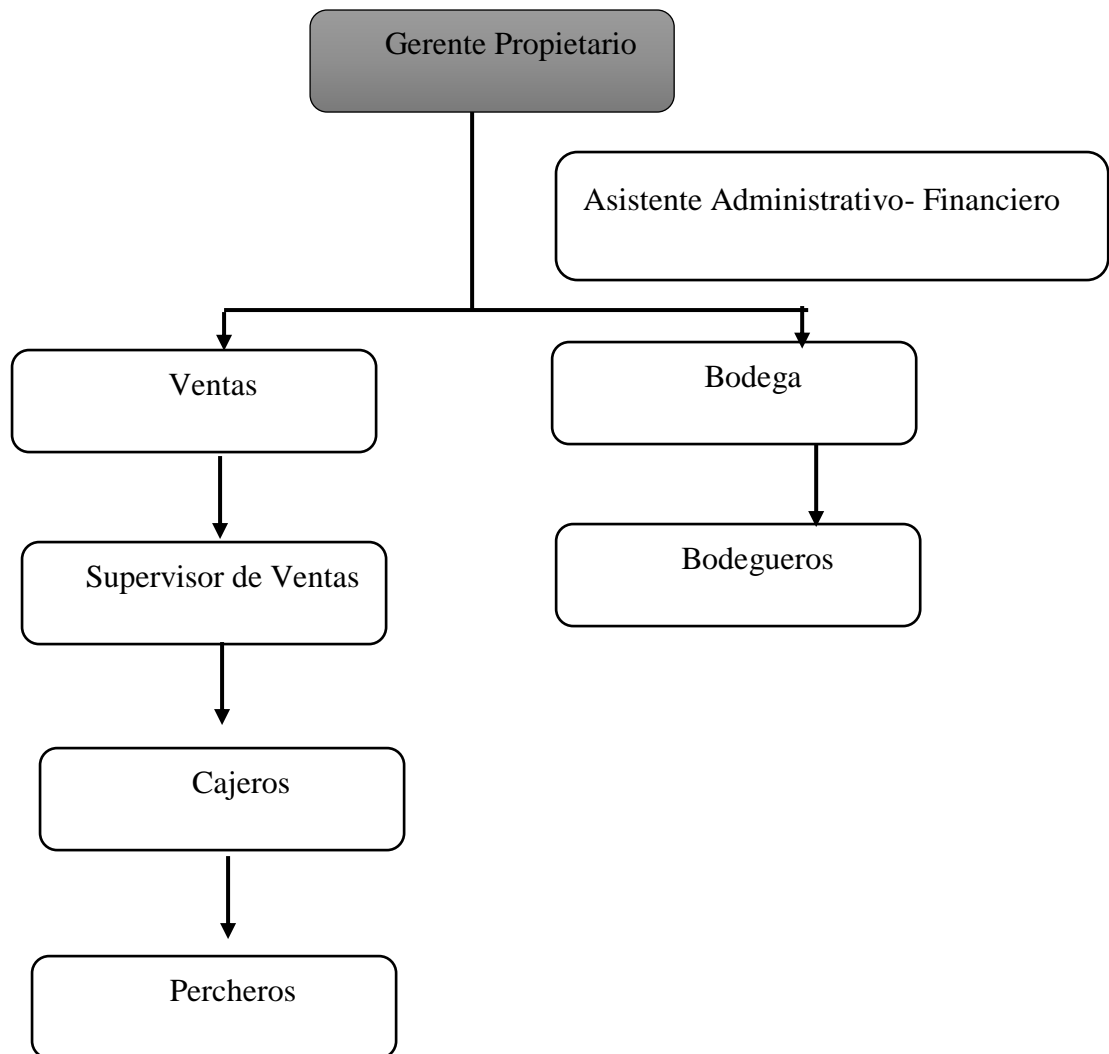 Gerente Propietario
Asistente Administrativo- Financiero
Ventas
Bodega
Supervisor de Ventas
Bodegueros
Cajeros
Percheros